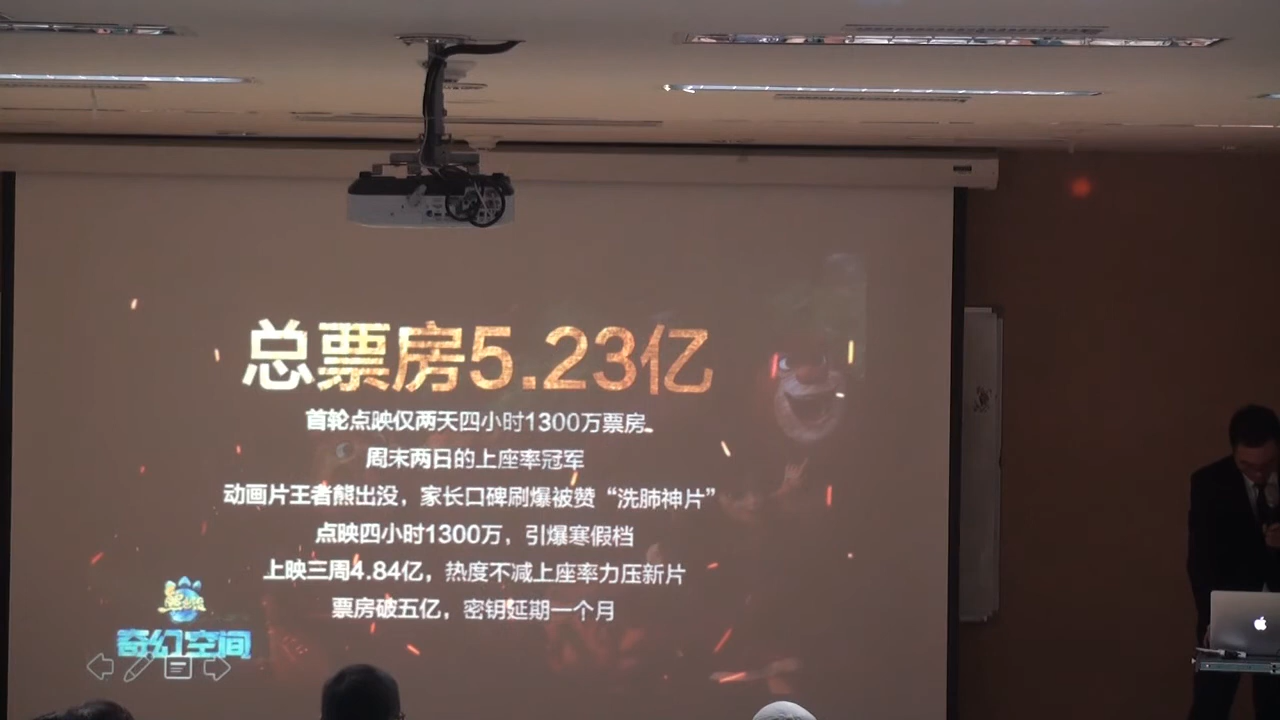 总票房5.23亿
首轮点映仅两天四小时1300万票房
周末两日的上座率冠军
动画片王者熊出没，家长口碑刷爆被赞“洗肺神片”
点映四小时1300万，引爆寒假档
上映三周4.84亿，热度不减上座率力压新片
票房破五亿，密钥延期一个月
奇幻空间